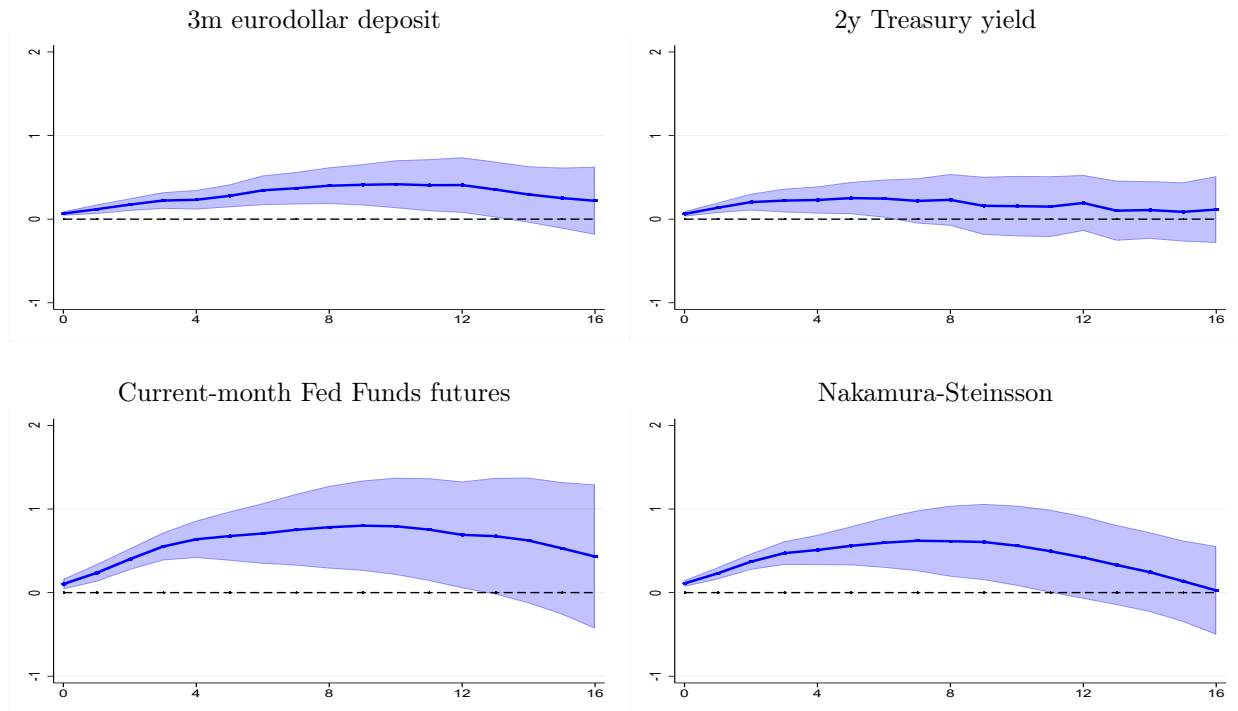 3m eurodollar deposit
2
1
0
-1
0 4 8 12 16
2y Treasury yield
2
1
0
-1
0 4 8 12 16
Current-month Fed Funds futures
2
1
0
-1
0 4 8 12 16
Nakamura-Steinsson
2
1
0
-1
0 4 8 12 16